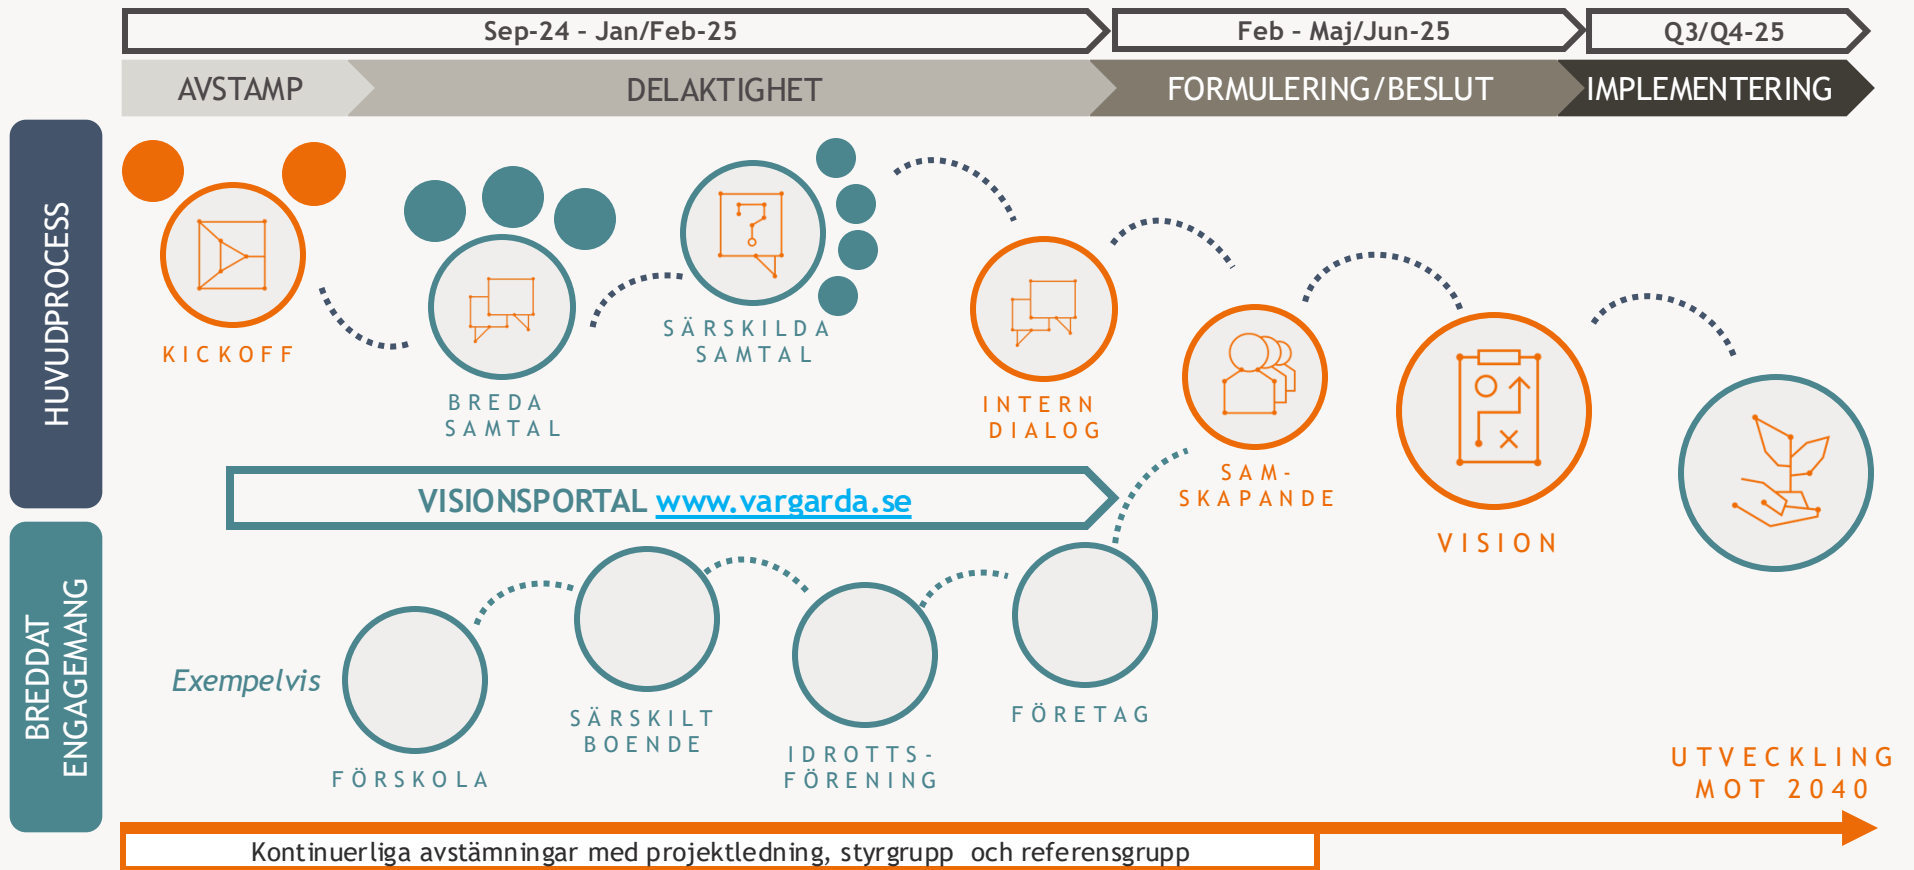 Sep-24 – Jan/Feb-25
Feb – Maj/Jun-25
Q3/Q4-25
AVSTAMP
DELAKTIGHET
FORMULERING/BESLUT
IMPLEMENTERING
HUVUDPROCESS
KICKOFF
BREDA
SAMTAL
SÄRSKILDA
SAMTAL
INTERN
DIALOG
SAM-
SKAPANDE
VISION
VISIONSPORTAL www.vargarda.se
BREDDAT
ENGAGEMANG
Exempelvis
FÖRSKOLA
SÄRSKILT
BOENDE
IDROTTS-
FÖRENING
FÖRETAG
UTVECKLING
MOT 2040
Kontinuerliga avstämningar med projektledning, styrgrupp och referensgrupp